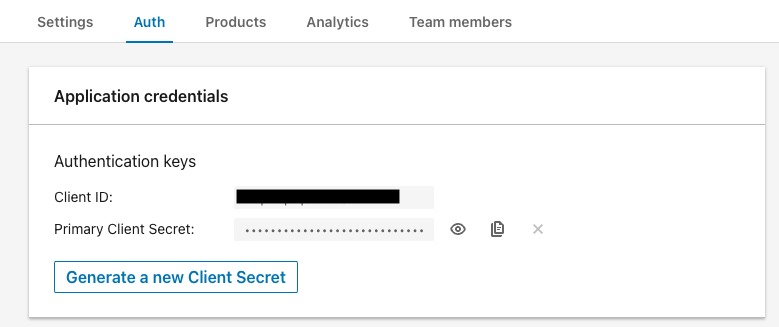 Settings Auth Products Analytics Team members
Application credentials
Authentication keys
Client ID:
Primary Client Secret: ••••••••••••••••••••••••••••
Generate a new Client Secret